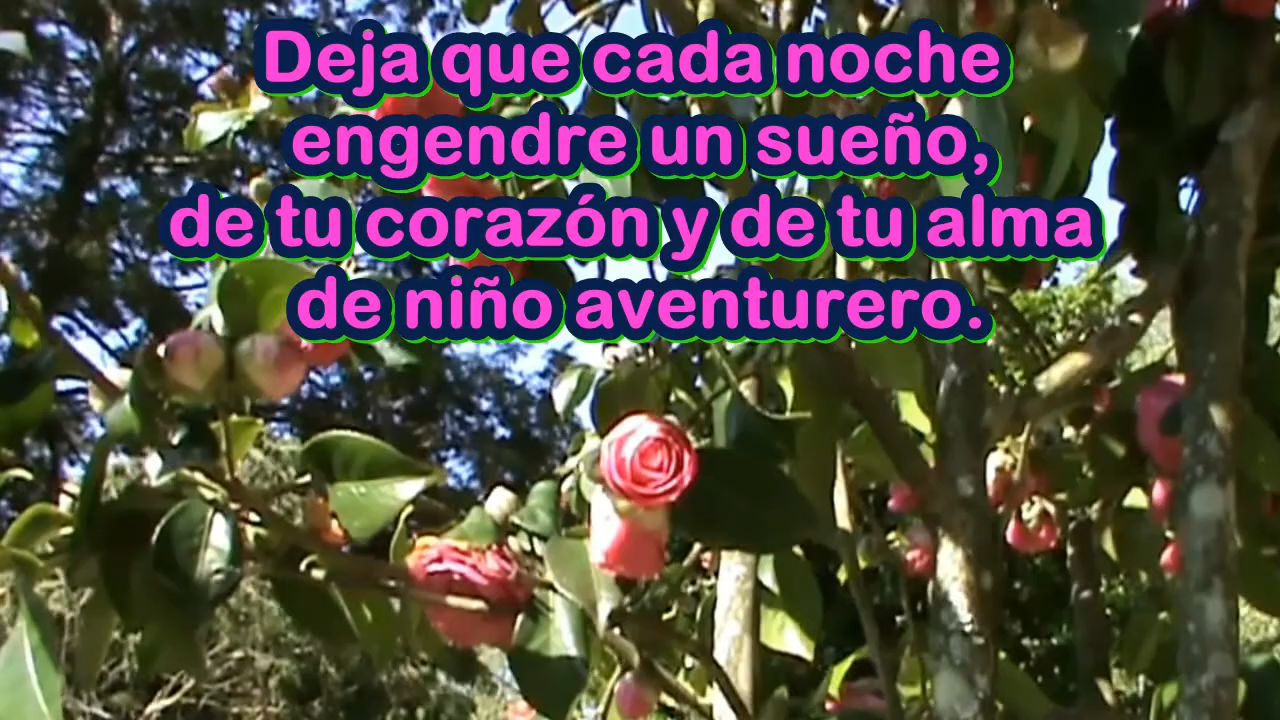 Deja que cada noche
engendre un sueño,
de tu corazón y de tu alma
de niño aventurero.